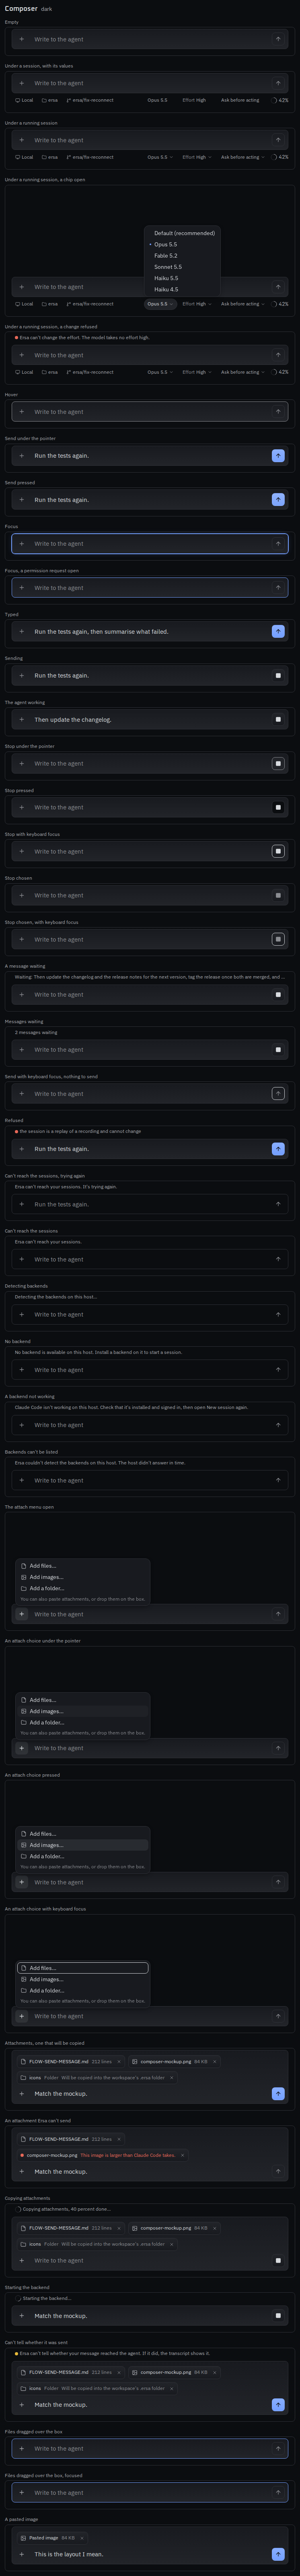 Composer dark
Empty
Write to the agent
Under a session, with its values
Write to the agent
Local ersa ersa/fix-reconnect Opus 5.5 Effort High Ask before acting 42%
Under a running session
Write to the agent
Local ersa ersa/fix-reconnect Opus 5.5 Effort High Ask before acting 42%
Under a running session, a chip open
Default (recommended)
Opus 5.5
Fable 5.2
Sonnet 5.5
Haiku 5.5
Haiku 4.5
Write to the agent
Local ersa ersa/fix-reconnect Opus 5.5 Effort High Ask before acting 42%
Under a running session, a change refused
Ersa can't change the effort. The model takes no effort high.
Write to the agent
Local ersa ersa/fix-reconnect Opus 5.5 Effort High Ask before acting 42%
Hover
Write to the agent
Send under the pointer
Run the tests again.
Send pressed
Run the tests again.
Focus
Write to the agent
Focus, a permission request open
Write to the agent
Typed
Run the tests again, then summarise what failed.
Sending
Run the tests again.
The agent working
Then update the changelog.
Stop under the pointer
Write to the agent
Stop pressed
Write to the agent
Stop with keyboard focus
Write to the agent
Stop chosen
Write to the agent
Stop chosen, with keyboard focus
Write to the agent
A message waiting
Waiting: Then update the changelog and the release notes for the next version, tag the release once both are merged, and ...
Write to the agent
Messages waiting
2 messages waiting
Write to the agent
Send with keyboard focus, nothing to send
Write to the agent
Refused
the session is a replay of a recording and cannot change
Run the tests again.
Can't reach the sessions, trying again
Ersa can't reach your sessions. It's trying again.
Run the tests again.
Can't reach the sessions
Ersa can't reach your sessions.
Write to the agent
Detecting backends
Detecting the backends on this host...
Write to the agent
No backend
No backend is available on this host. Install a backend on it to start a session.
Write to the agent
A backend not working
Claude Code isn't working on this host. Check that it's installed and signed in, then open New session again.
Write to the agent
Backends can't be listed
Ersa couldn't detect the backends on this host. The host didn't answer in time.
Write to the agent
The attach menu open
Add files...
Add images...
Add a folder...
You can also paste attachments, or drop them on the box.
Write to the agent
An attach choice under the pointer
Add files...
Add images...
Add a folder...
You can also paste attachments, or drop them on the box.
Write to the agent
An attach choice pressed
Add files...
Add images...
Add a folder...
You can also paste attachments, or drop them on the box.
Write to the agent
An attach choice with keyboard focus
Add files...
Add images...
Add a folder...
You can also paste attachments, or drop them on the box.
Write to the agent
Attachments, one that will be copied
FLOW-SEND-MESSAGE.md 212 lines composer-mockup.png 84 KB
icons Folder Will be copied into the workspace's .ersa folder
Match the mockup.
An attachment Ersa can't send
FLOW-SEND-MESSAGE.md 212 lines
composer-mockup.png This image is larger than Claude Code takes.
Match the mockup.
Copying attachments
Copying attachments, 40 percent done...
FLOW-SEND-MESSAGE.md 212 lines composer-mockup.png 84 KB
icons Folder Will be copied into the workspace's .ersa folder
Write to the agent
Starting the backend
Starting the backend...
Match the mockup.
Can't tell whether it was sent
Ersa can't tell whether your message reached the agent. If it did, the transcript shows it.
FLOW-SEND-MESSAGE.md 212 lines composer-mockup.png 84 KB
icons Folder Will be copied into the workspace's .ersa folder
Match the mockup.
Files dragged over the box
Write to the agent
Files dragged over the box, focused
Write to the agent
A pasted image
Pasted image 84 KB
This is the layout I mean.